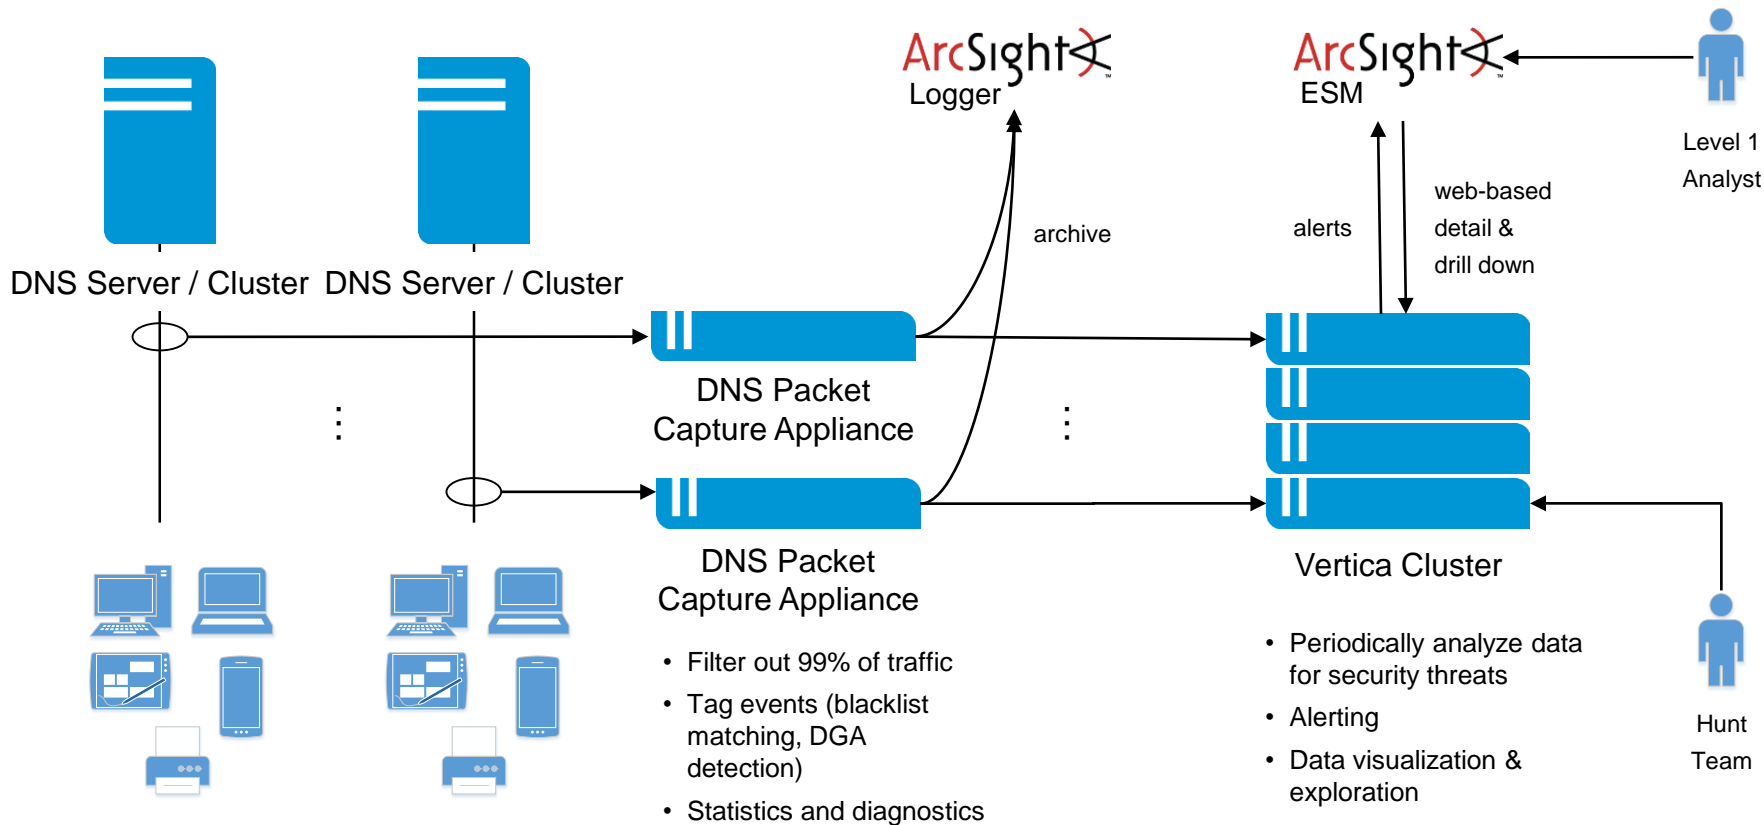 ArcSight
Logger
ArcSight
ESM
Level 1
Analyst
archive
alerts
web-based
detail &
drill down
DNS Server / Cluster
DNS Server / Cluster
DNS Packet
Capture Appliance
DNS Packet
Capture Appliance
• Filter out 99% of traffic
• Tag events (blacklist
matching, DGA
detection)
• Statistics and diagnostics
Vertica Cluster
• Periodically analyze data
for security threats
• Alerting
• Data visualization &
exploration
Hunt
Team